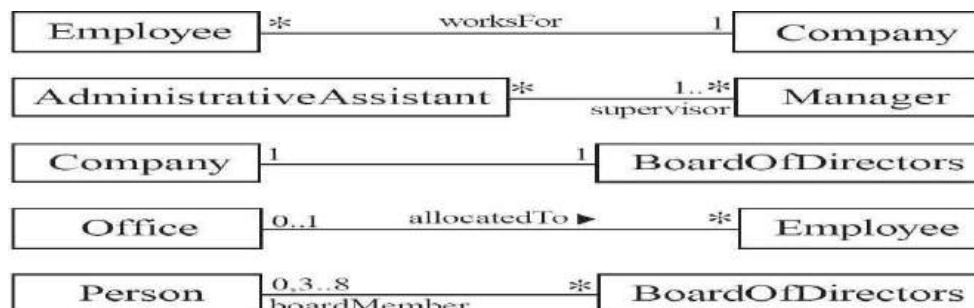 Employee * worksFor 1 Company
AdministrativeAssistant * 1..* Manager
supervisor
Company 1 1 BoardOfDirectors
Office 0..1 allocatedTo ► * Employee
Person 0,3..8 * BoardOfDirectors
boardMember